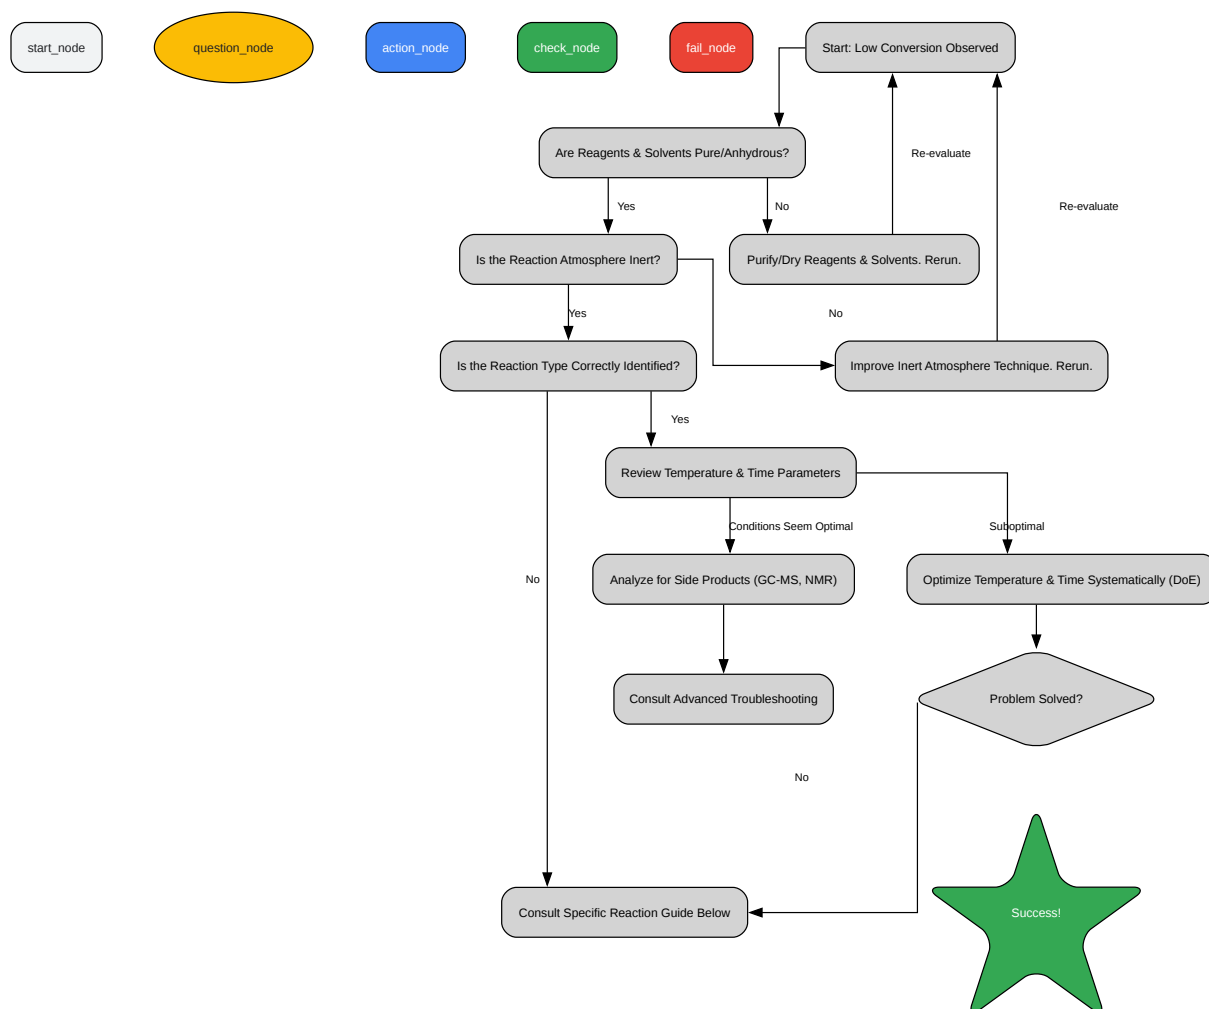 start_node
question_node
action_node
check_node
fail_node
Start: Low Conversion Observed
Are Reagents & Solvents Pure/Anhydrous?
Re-evaluate
Yes
No
Re-evaluate
Is the Reaction Atmosphere Inert?
Purify/Dry Reagents & Solvents. Rerun.
Yes
No
Is the Reaction Type Correctly Identified?
Improve Inert Atmosphere Technique. Rerun.
Yes
Review Temperature & Time Parameters
Conditions Seem Optimal
Suboptimal
No
Analyze for Side Products (GC-MS, NMR)
Optimize Temperature & Time Systematically (DoE)
Consult Advanced Troubleshooting
Problem Solved?
No
Consult Specific Reaction Guide Below
Success!